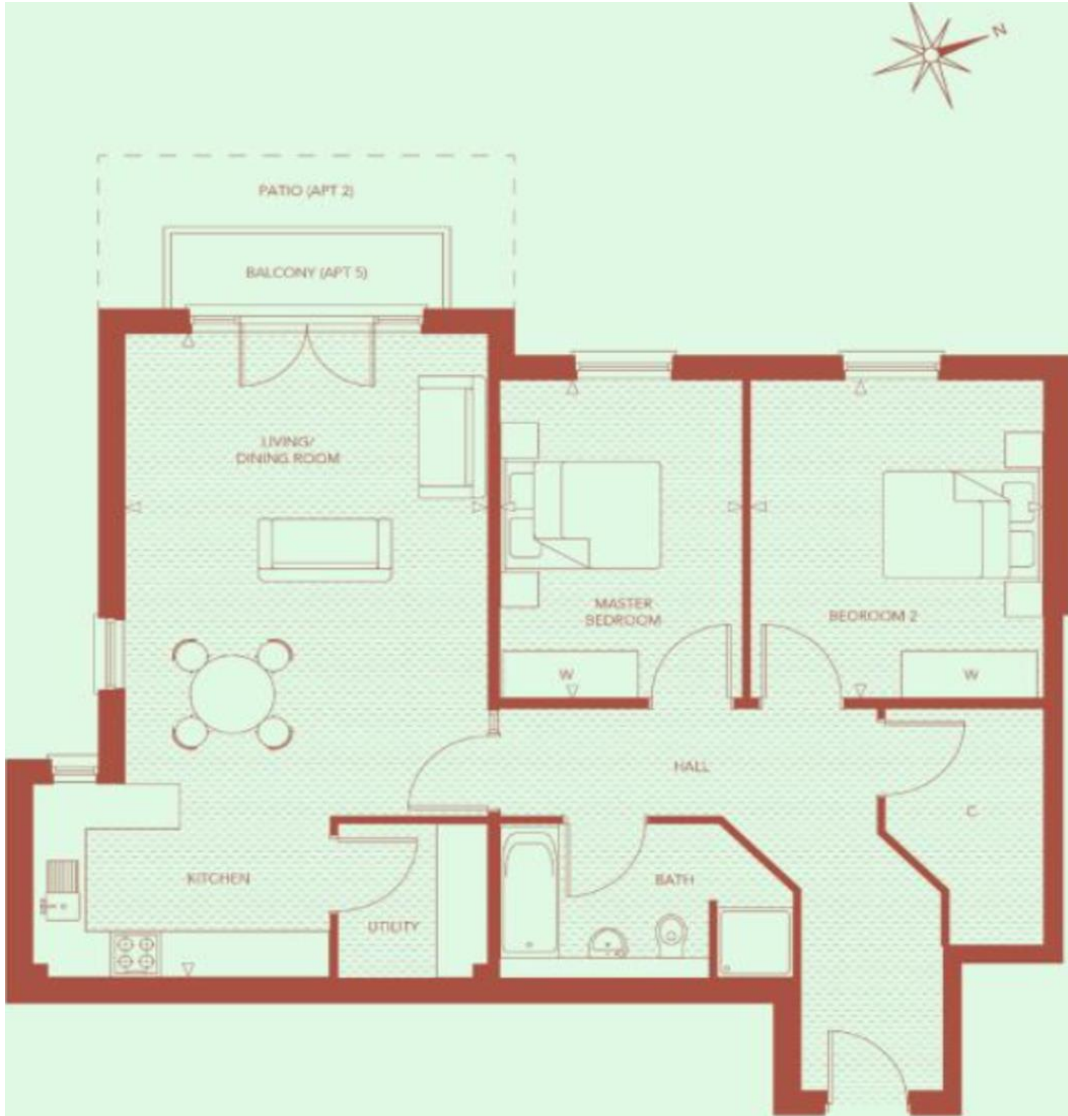 N
PATIO (APT 2)
BALCONY (APT 5)
LIVING/
DINING ROOM
MASTER
BEDROOM
BEDROOM 2
W
W
HALL
C
KITCHEN
BATH
UTILITY